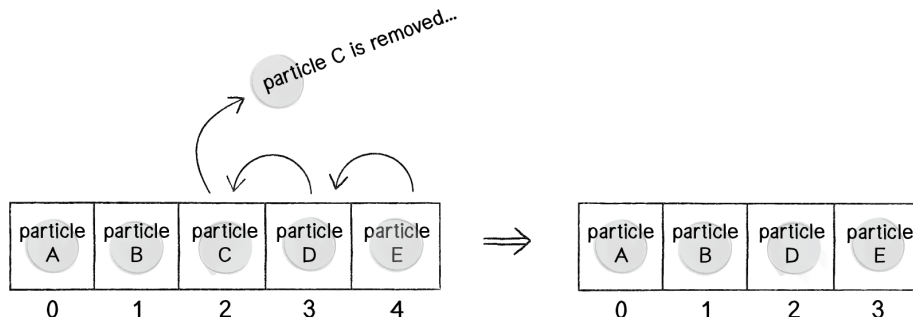 particle C is removed...
particle A
particle B
particle C
particle D
particle E
0 1 2 3 4
particle A
particle B
particle D
particle E
0 1 2 3